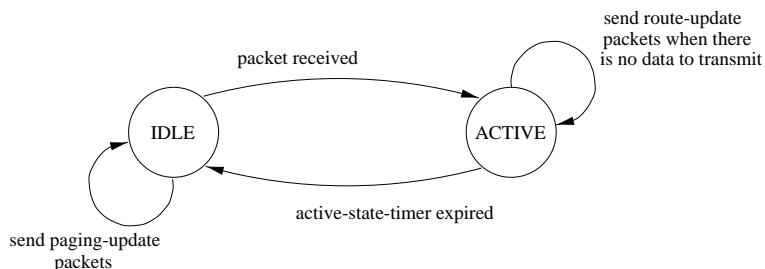 send route-update
packets when there
is no data to transmit
packet received
IDLE
ACTIVE
active-state-timer expired
send paging-update
packets